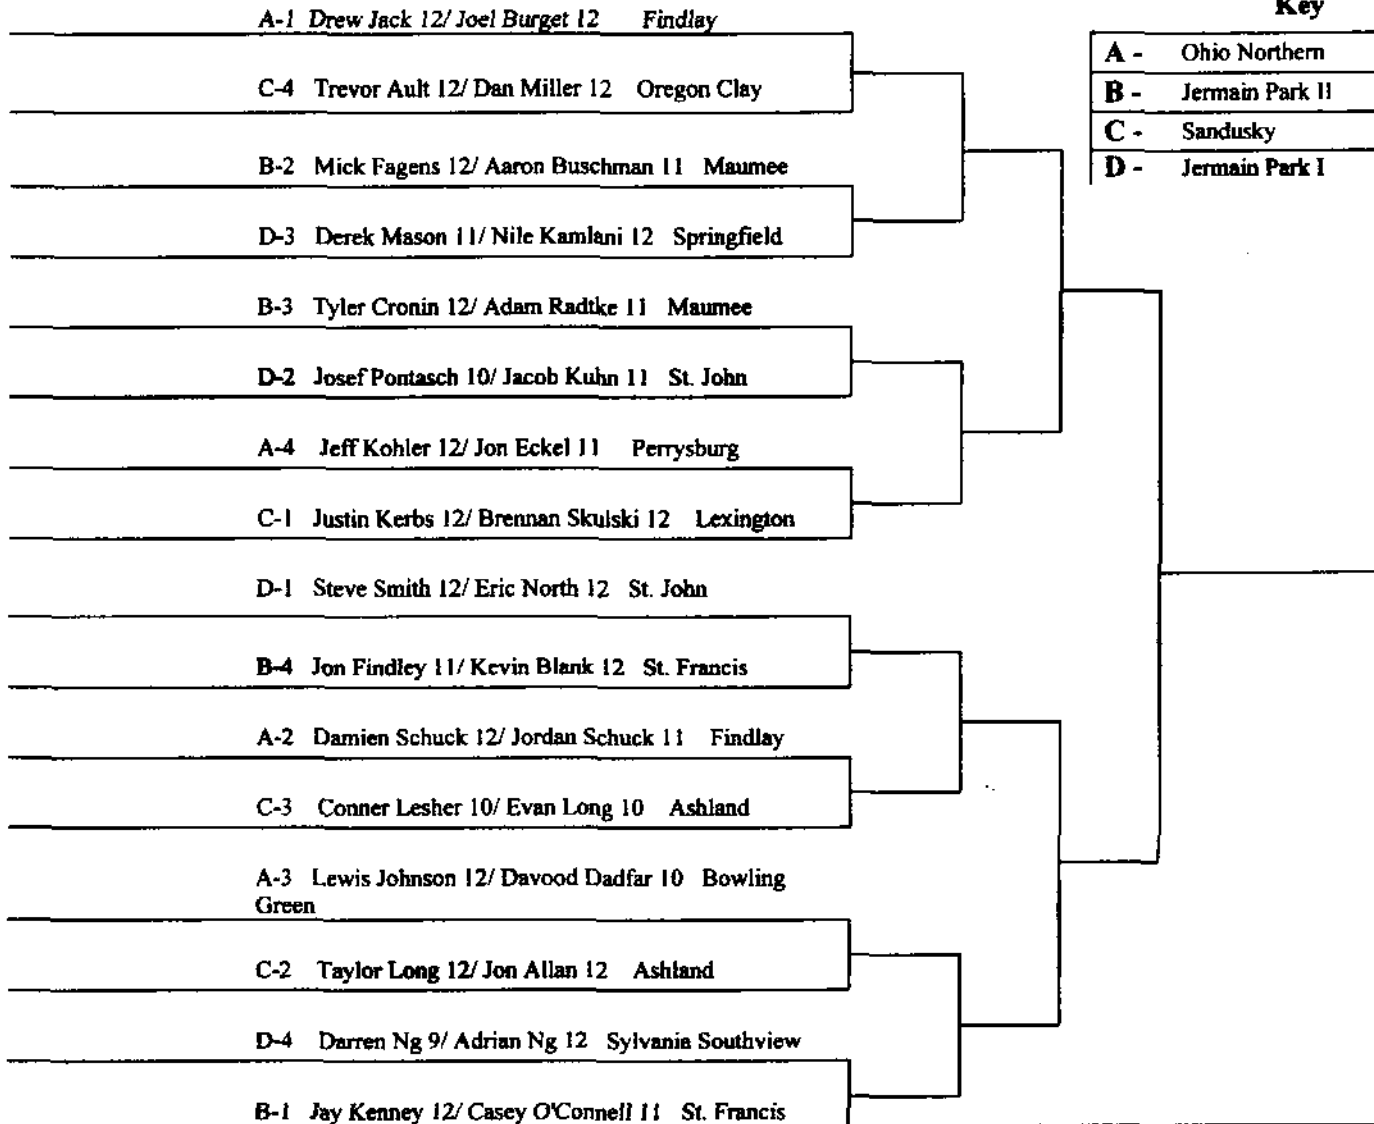 Key
A-1 Drew Jack 12/ Joel Burget 12 Findlay
A - Ohio Northern
C-4 Trevor Ault 12/ Dan Miller 12 Oregon Clay
B - Jermain Park II
C - Sandusky
B-2 Mick Fagens 12/ Aaron Buschman 11 Maumee
D - Jermain Park I
D-3 Derek Mason 11/ Nile Kamlani 12 Springfield
B-3 Tyler Cronin 12/ Adam Radtke 11 Maumee
D-2 Josef Pontasch 10/ Jacob Kuhn 11 St. John
A-4 Jeff Kohler 12/ Jon Eckel 11 Perrysburg
C-1 Justin Kerbs 12/ Brennan Skulski 12 Lexington
D-1 Steve Smith 12/ Eric North 12 St. John
B-4 Jon Findley 11/ Kevin Blank 12 St. Francis
A-2 Damien Schuck 12/ Jordan Schuck 11 Findlay
C-3 Conner Lesher 10/ Evan Long 10 Ashland
A-3 Lewis Johnson 12/ Davood Dadfar 10 Bowling
Green
C-2 Taylor Long 12/ Jon Allan 12 Ashland
D-4 Darren Ng 9/ Adrian Ng 12 Sylvania Southview
B-1 Jay Kenney 12/ Casey O'Connell 11 St. Francis